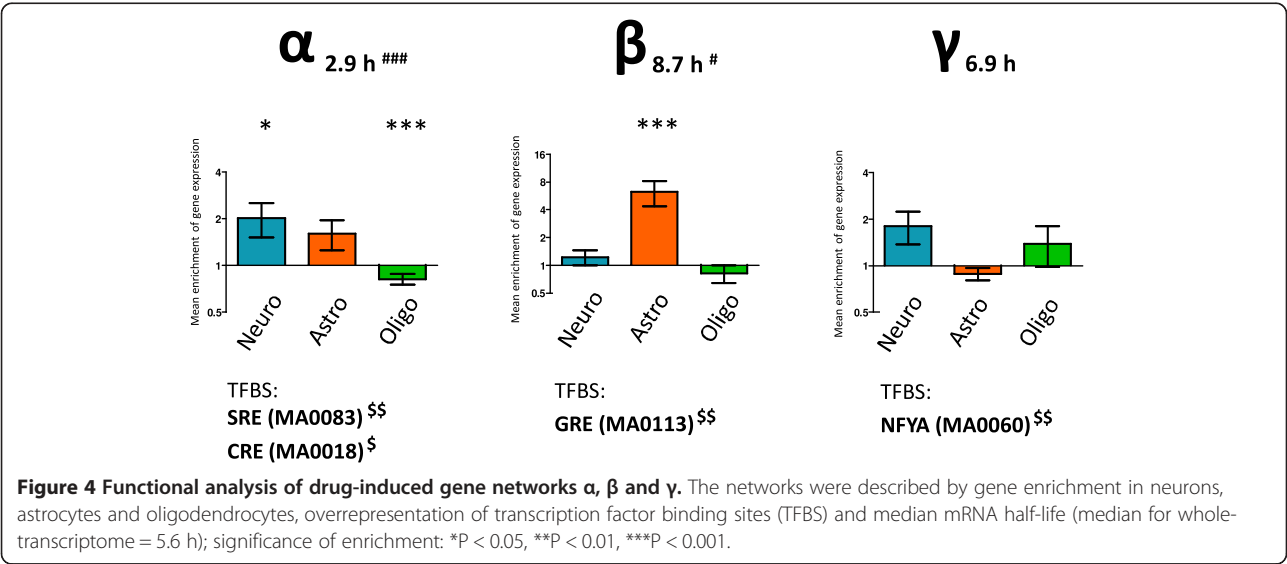 α 2.9 h ###
β 8.7 h #
γ 6.9 h
* ***
***
Mean enrichment of gene expression
4
2
1
0.5
Neuro
Astro
Oligo
Mean enrichment of gene expression
16
8
4
2
1
0.5
Neuro
Astro
Oligo
Mean enrichment of gene expression
4
2
1
0.5
Neuro
Astro
Oligo
TFBS:
SRE (MA0083) $$
CRE (MA0018) $
TFBS:
GRE (MA0113) $$
TFBS:
NFYA (MA0060) $$
Figure 4 Functional analysis of drug-induced gene networks α, β and γ. The networks were described by gene enrichment in neurons,
astrocytes and oligodendrocytes, overrepresentation of transcription factor binding sites (TFBS) and median mRNA half-life (median for whole-
transcriptome = 5.6 h); significance of enrichment: *P < 0.05, **P < 0.01, ***P < 0.001.